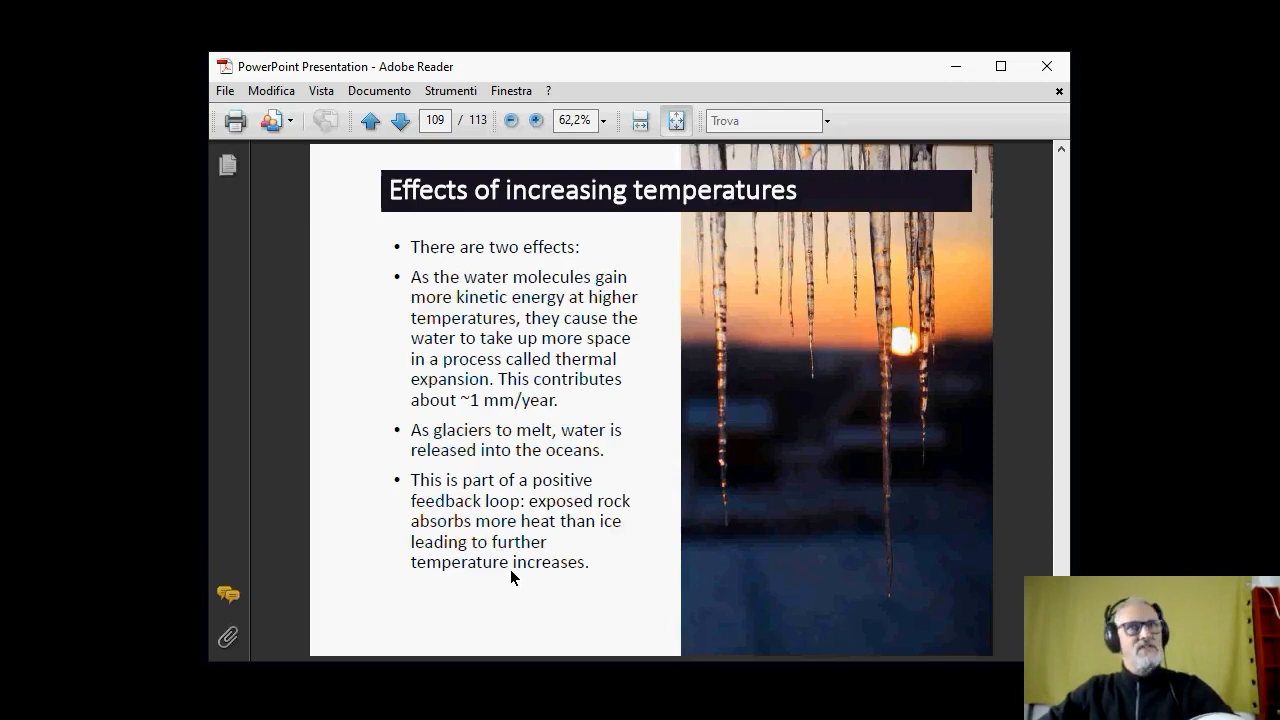 PowerPoint Presentation - Adobe Reader
File Modifica Vista Documento Strumenti Finestra ?
109 / 113 62,2% Trova
Effects of increasing temperatures
• There are two effects:
• As the water molecules gain
more kinetic energy at higher
temperatures, they cause the
water to take up more space
in a process called thermal
expansion. This contributes
about ~1 mm/year.
• As glaciers to melt, water is
released into the oceans.
• This is part of a positive
feedback loop: exposed rock
absorbs more heat than ice
leading to further
temperature increases.